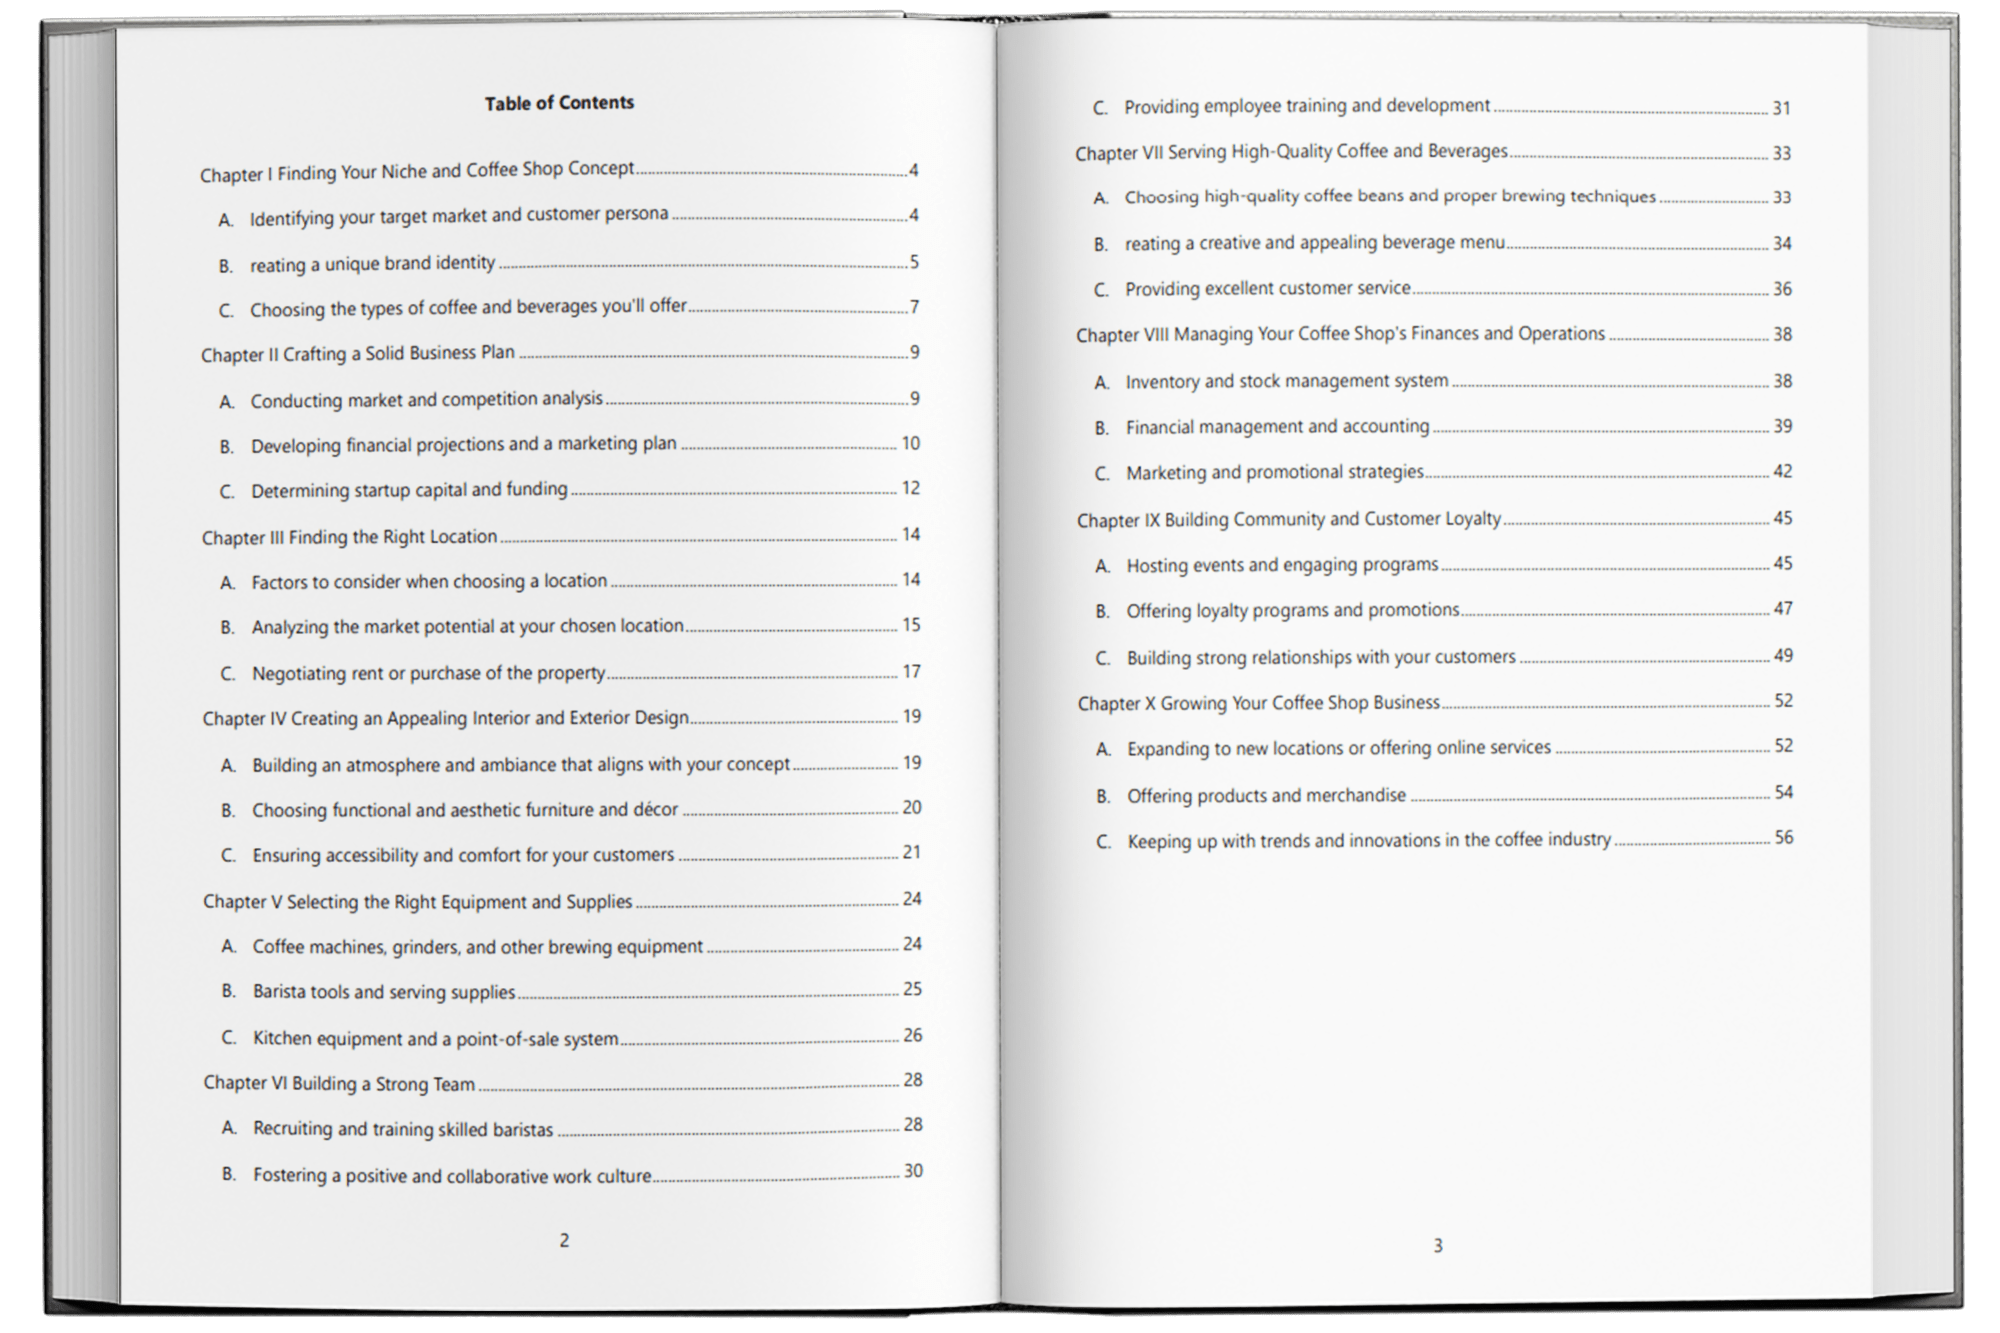 Table of Contents
Chapter I Finding Your Niche and Coffee Shop Concept 4
A. Identifying your target market and customer persona 4
B. reating a unique brand identity 5
C. Choosing the types of coffee and beverages you'll offer 7
Chapter II Crafting a Solid Business Plan 9
A. Conducting market and competition analysis 9
B. Developing financial projections and a marketing plan 10
C. Determining startup capital and funding 12
Chapter III Finding the Right Location 14
A. Factors to consider when choosing a location 14
B. Analyzing the market potential at your chosen location 15
C. Negotiating rent or purchase of the property 17
Chapter IV Creating an Appealing Interior and Exterior Design 19
A. Building an atmosphere and ambiance that aligns with your concept 19
B. Choosing functional and aesthetic furniture and décor 20
C. Ensuring accessibility and comfort for your customers 21
Chapter V Selecting the Right Equipment and Supplies 24
A. Coffee machines, grinders, and other brewing equipment 24
B. Barista tools and serving supplies 25
C. Kitchen equipment and a point-of-sale system 26
Chapter VI Building a Strong Team 28
A. Recruiting and training skilled baristas 28
B. Fostering a positive and collaborative work culture 30
2
C. Providing employee training and development 31
Chapter VII Serving High-Quality Coffee and Beverages 33
A. Choosing high-quality coffee beans and proper brewing techniques 33
B. reating a creative and appealing beverage menu 34
C. Providing excellent customer service 36
Chapter VIII Managing Your Coffee Shop's Finances and Operations 38
A. Inventory and stock management system 38
B. Financial management and accounting 39
C. Marketing and promotional strategies 42
Chapter IX Building Community and Customer Loyalty 45
A. Hosting events and engaging programs 45
B. Offering loyalty programs and promotions 47
C. Building strong relationships with your customers 49
Chapter X Growing Your Coffee Shop Business 52
A. Expanding to new locations or offering online services 52
B. Offering products and merchandise 54
C. Keeping up with trends and innovations in the coffee industry 56
3